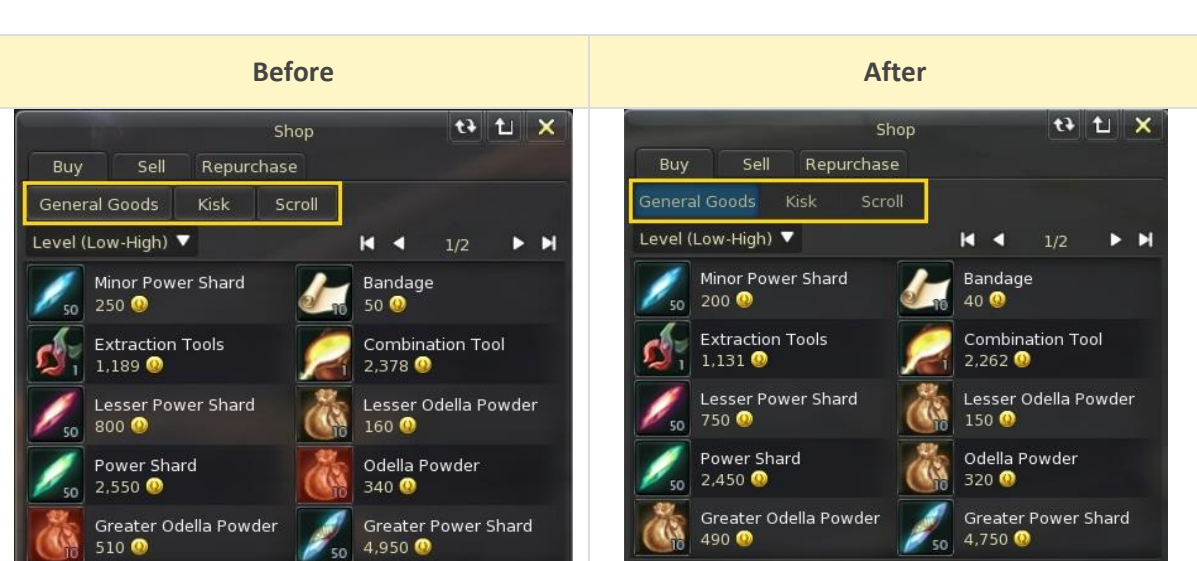 Before
After
Shop
Buy Sell Repurchase
General Goods Kisk Scroll
Level (Low-High) ▼ 1/2
Minor Power Shard Bandage
50 250 10 50
Extraction Tools Combination Tool
1 1,189 1 2,378
Lesser Power Shard Lesser Odella Powder
50 800 10 160
Power Shard Odella Powder
50 2,550 10 340
Greater Odella Powder Greater Power Shard
10 510 50 4,950
Shop
Buy Sell Repurchase
General Goods Kisk Scroll
Level (Low-High) ▼ 1/2
Minor Power Shard Bandage
50 200 10 40
Extraction Tools Combination Tool
1 1,131 1 2,262
Lesser Power Shard Lesser Odella Powder
50 750 10 150
Power Shard Odella Powder
50 2,450 10 320
Greater Odella Powder Greater Power Shard
10 490 50 4,750